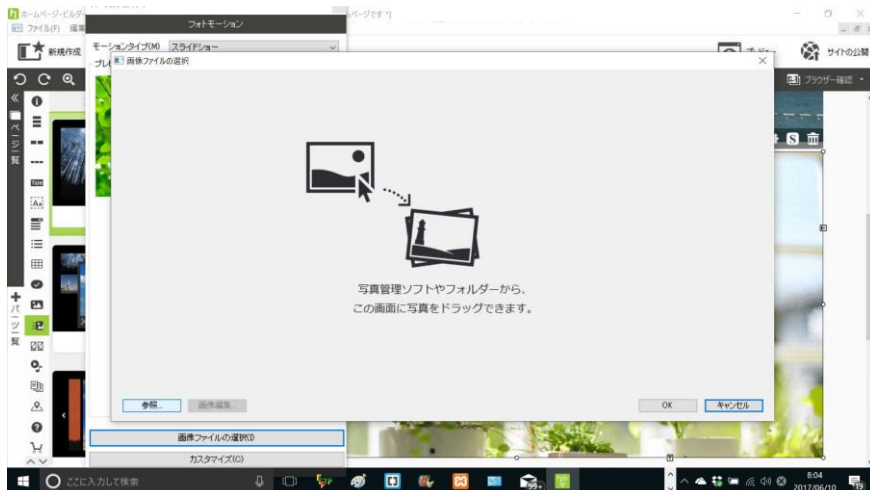 ホームページ・ビルダー
ページです *]
ファイル(F)
フォトモーション
新規作成
モーションタイプ(M) スライドショー
サイトの公開
画像ファイルの選択
ブラウザー確認
ページ一覧
写真管理ソフトやフォルダーから、
この画面に写真をドラッグできます。
パーツ一覧
参照...
画像編集...
OK
キャンセル
画像ファイルの選択(I)
カスタマイズ(C)
ここに入力して検索
99+
8:04
2017/06/10
19